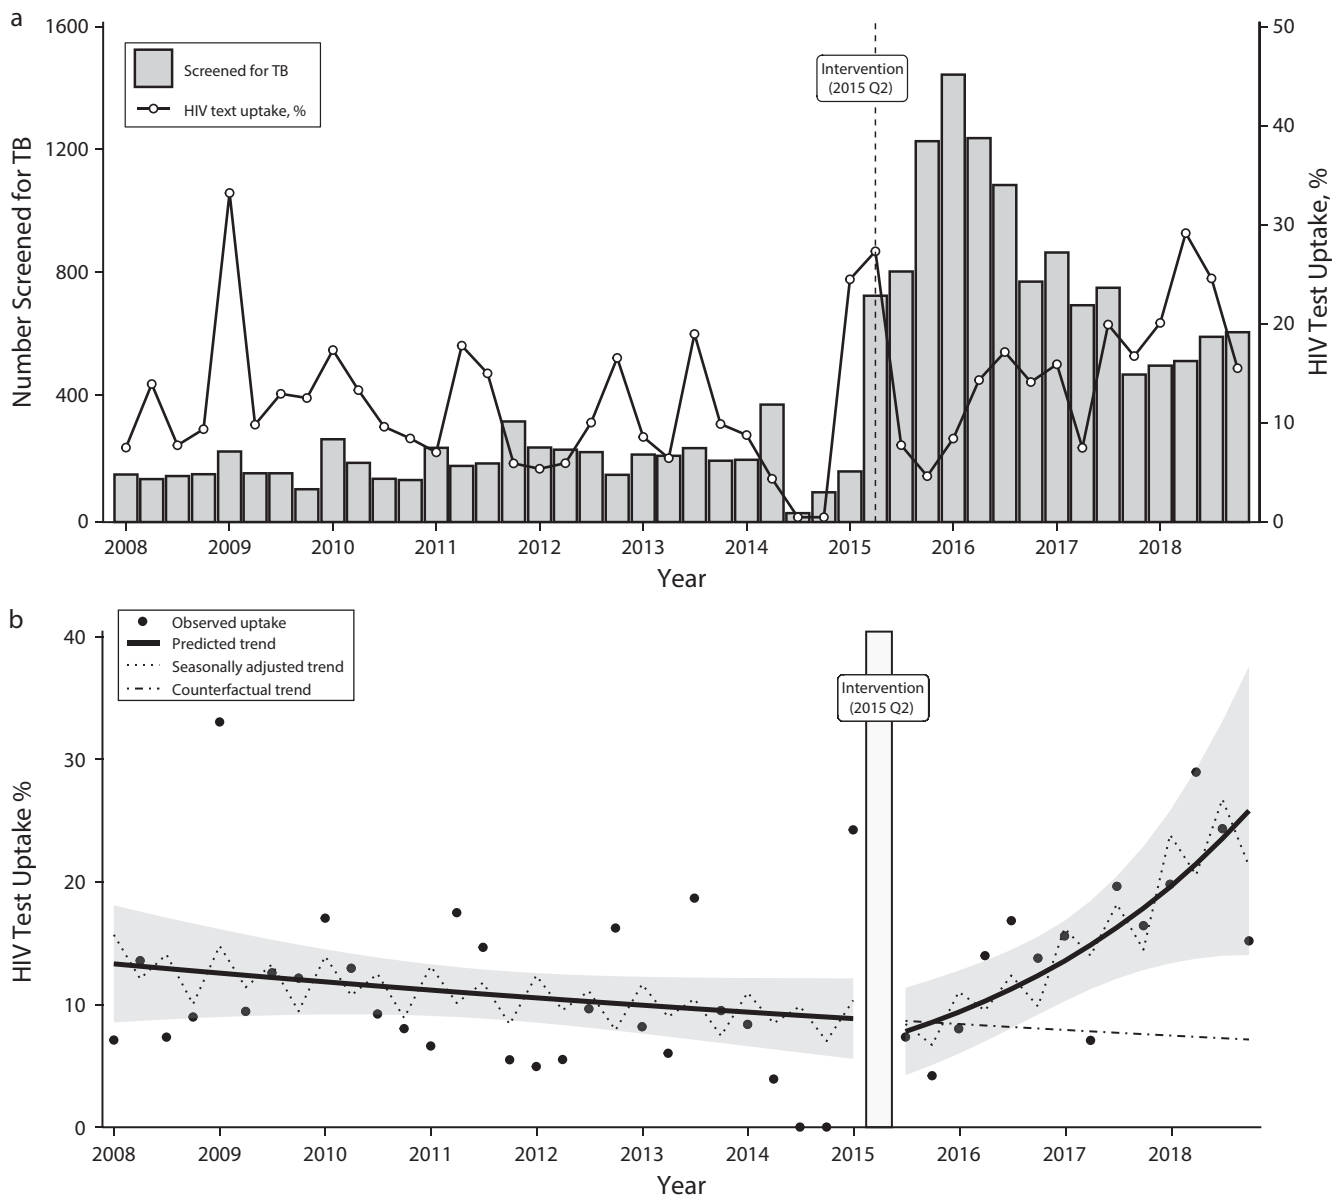 a
1600
1200
800
400
0
Number Screened for TB
Screened for TB
HIV text uptake, %
Intervention
(2015 Q2)
50
40
30
20
10
0
HIV Test Uptake, %
2008 2009 2010 2011 2012 2013 2014 2015 2016 2017 2018
Year
b
Observed uptake
Predicted trend
Seasonally adjusted trend
Counterfactual trend
40
30
20
10
0
HIV Test Uptake %
Intervention
(2015 Q2)
2008 2009 2010 2011 2012 2013 2014 2015 2016 2017 2018
Year